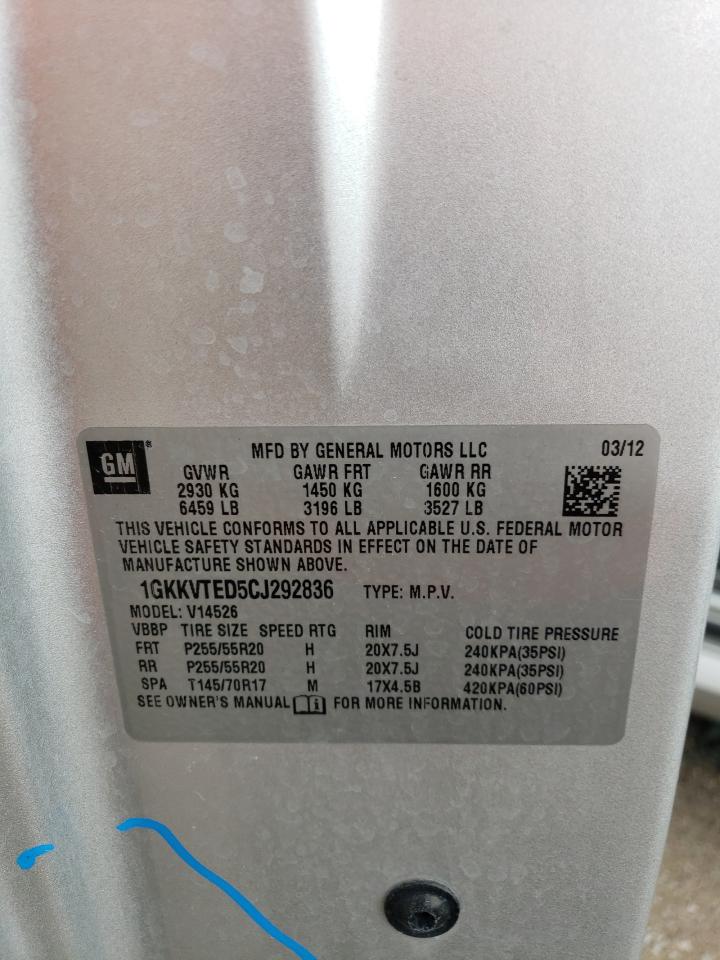 GM®
MFD BY GENERAL MOTORS LLC 03/12
GVWR GAWR FRT GAWR RR
2930 KG 1450 KG 1600 KG
6459 LB 3196 LB 3527 LB
THIS VEHICLE CONFORMS TO ALL APPLICABLE U.S. FEDERAL MOTOR
VEHICLE SAFETY STANDARDS IN EFFECT ON THE DATE OF
MANUFACTURE SHOWN ABOVE.
1GKKVTED5CJ292836 TYPE: M.P.V.
MODEL: V14526
VBBP TIRE SIZE SPEED RTG RIM COLD TIRE PRESSURE
FRT P255/55R20 H 20X7.5J 240KPA(35PSI)
RR P255/55R20 H 20X7.5J 240KPA(35PSI)
SPA T145/70R17 M 17X4.5B 420KPA(60PSI)
SEE OWNER'S MANUAL i FOR MORE INFORMATION.